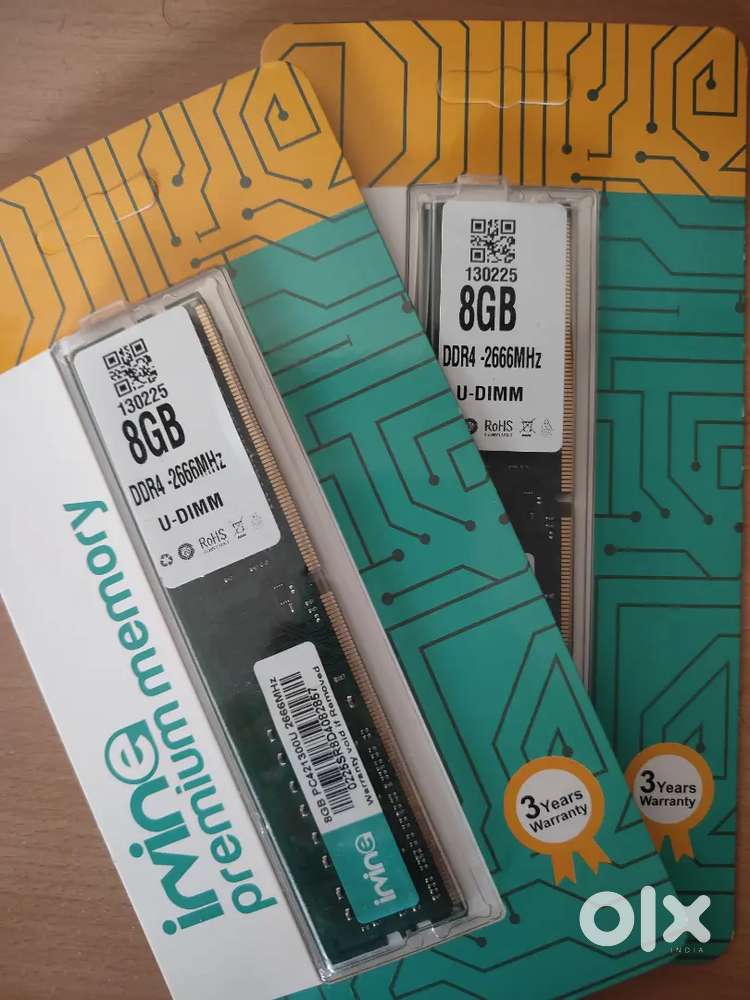 130225
8GB
DDR4 -2666MHz
U-DIMM
RoHS
130225
8GB
DDR4 -2666MHz
U-DIMM
RoHS
irvine
premium memory
8GB PC421300U 2666MHz
Warranty void if Removed
irvine
3 Years
Warranty
3 Years
Warranty
olx
INDIA